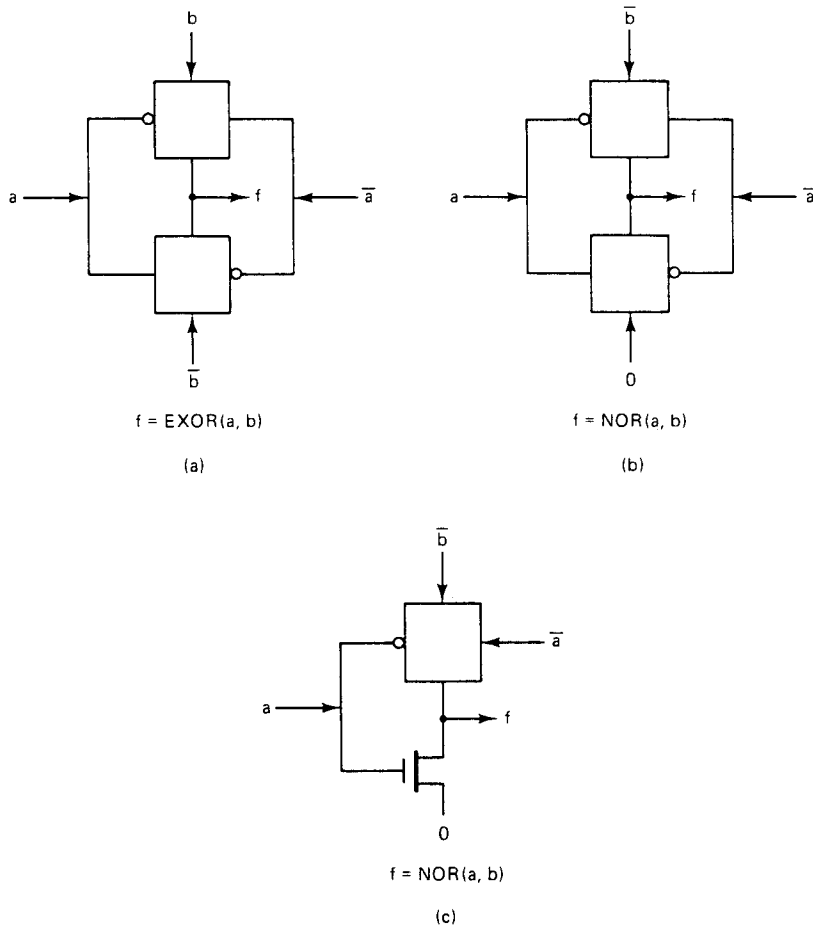 b
b̅
a
f
a̅
a
f
a̅
b̅
0
f = EXOR(a, b)
f = NOR(a, b)
(a)
(b)
b̅
a̅
a
f
0
f = NOR(a, b)
(c)